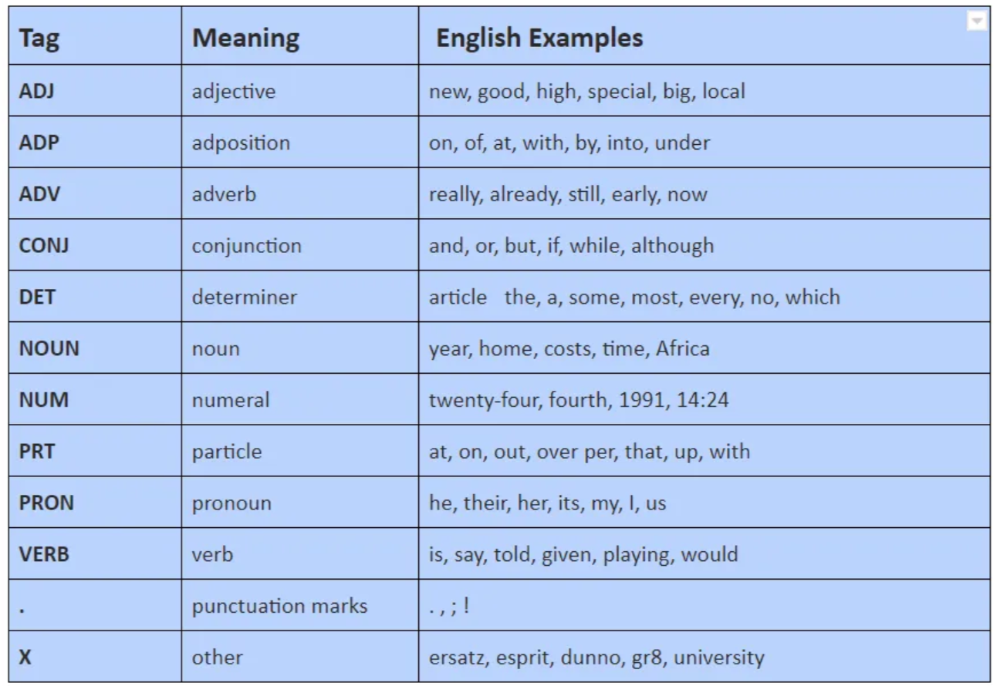 Tag Meaning English Examples
ADJ adjective new, good, high, special, big, local
ADP adposition on, of, at, with, by, into, under
ADV adverb really, already, still, early, now
CONJ conjunction and, or, but, if, while, although
DET determiner article the, a, some, most, every, no, which
NOUN noun year, home, costs, time, Africa
NUM numeral twenty-four, fourth, 1991, 14:24
PRT particle at, on, out, over per, that, up, with
PRON pronoun he, their, her, its, my, I, us
VERB verb is, say, told, given, playing, would
. punctuation marks . , ; !
X other ersatz, esprit, dunno, gr8, university